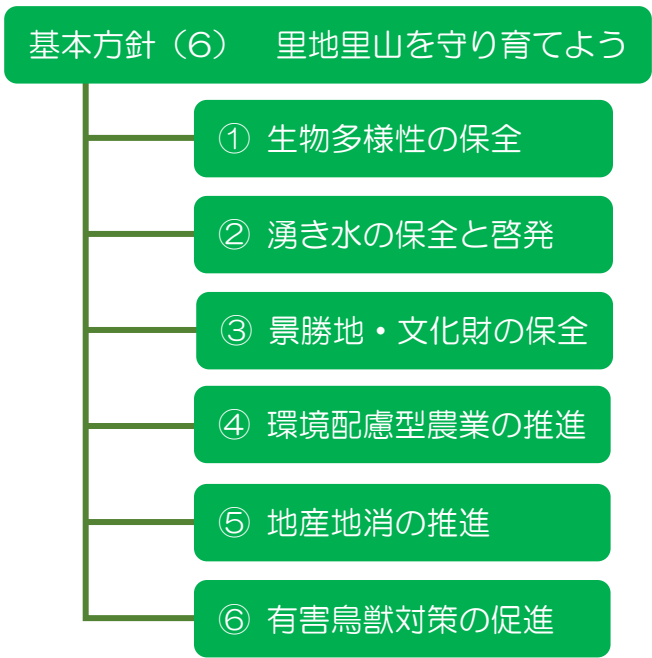 基本方針（6）　里地里山を守り育てよう
① 生物多様性の保全
② 湧き水の保全と啓発
③ 景勝地・文化財の保全
④ 環境配慮型農業の推進
⑤ 地産地消の推進
⑥ 有害鳥獣対策の促進